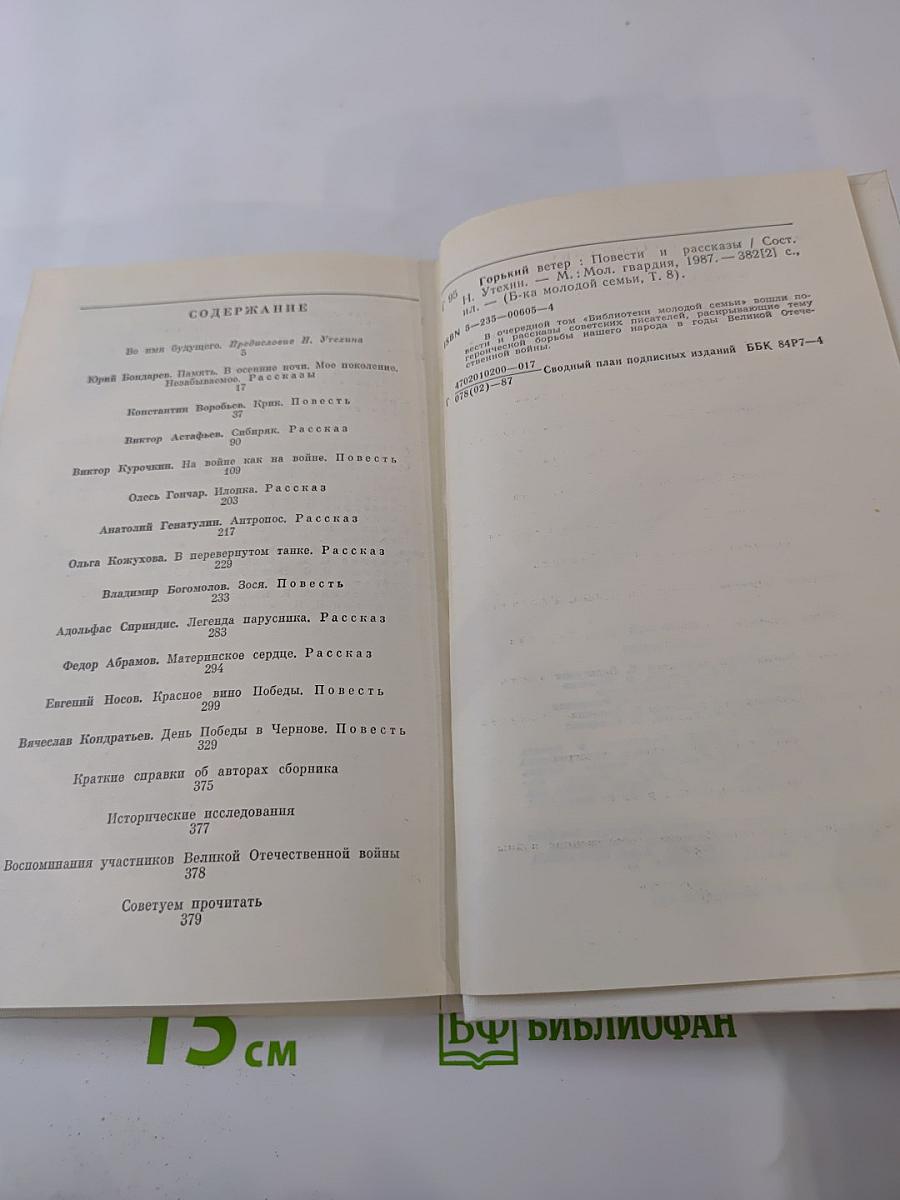 СОДЕРЖАНИЕ
Во имя будущего. Предисловие Н. Утехина
5
Юрий Бондарев. Память. В осенние ночи. Мое поколение.
Незабываемое. Рассказы
17
Константин Воробьев. Крик. Повесть
37
Виктор Астафьев. Сибиряк. Рассказ
90
Виктор Курочкин. На войне как на войне. Повесть
109
Олесь Гончар. Илонка. Рассказ
203
Анатолий Генатулин. Антропос. Рассказ
217
Ольга Кожухова. В перевернутом танке. Рассказ
229
Владимир Богомолов. Зося. Повесть
233
Адольфас Сприндис. Легенда парусника. Рассказ
283
Федор Абрамов. Материнское сердце. Рассказ
294
Евгений Носов. Красное вино Победы. Повесть
299
Вячеслав Кондратьев. День Победы в Чернове. Повесть
329
Краткие справки об авторах сборника
375
Исторические исследования
377
Воспоминания участников Великой Отечественной войны
378
Советуем прочитать
379
Горький ветер : Повести и рассказы / Сост.
Г 95 Н. Утехин. — М. : Мол. гвардия, 1987. — 382[2] с.,
ил. — (Б-ка молодой семьи, Т. 8).
ISBN 5—235—00605—4
В очередной том «Библиотеки молодой семьи» вошли по-
вести и рассказы советских писателей, раскрывающие тему
героической борьбы нашего народа в годы Великой Отече-
ственной войны.
4702010200—017
Г 078(02)—87 Сводный план подписных изданий ББК 84Р7—4
15 см
БФ БИБЛИОФАН